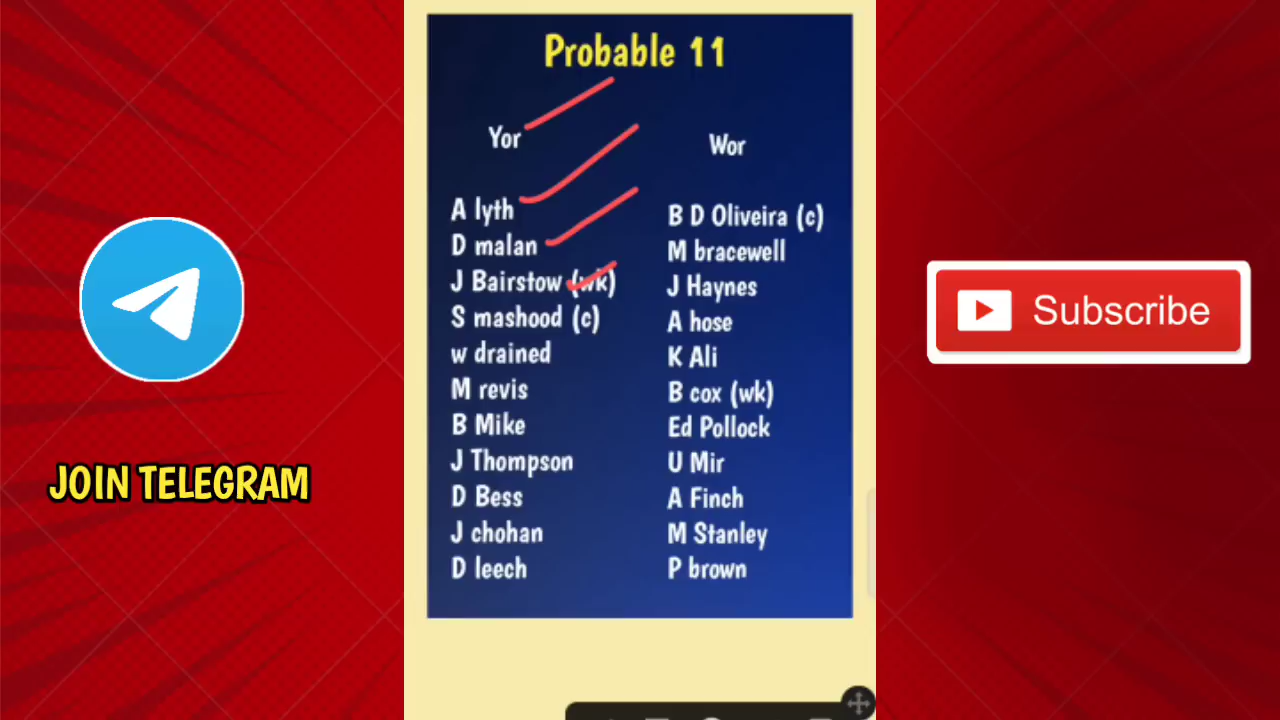 Probable 11
Yor
A lyth
D malan
J Bairstow (wk)
S mashood (c)
w drained
M revis
B Mike
J Thompson
D Bess
J chohan
D leech
Wor
B D Oliveira (c)
M bracewell
J Haynes
A hose
K Ali
B cox (wk)
Ed Pollock
U Mir
A Finch
M Stanley
P brown
JOIN TELEGRAM
Subscribe